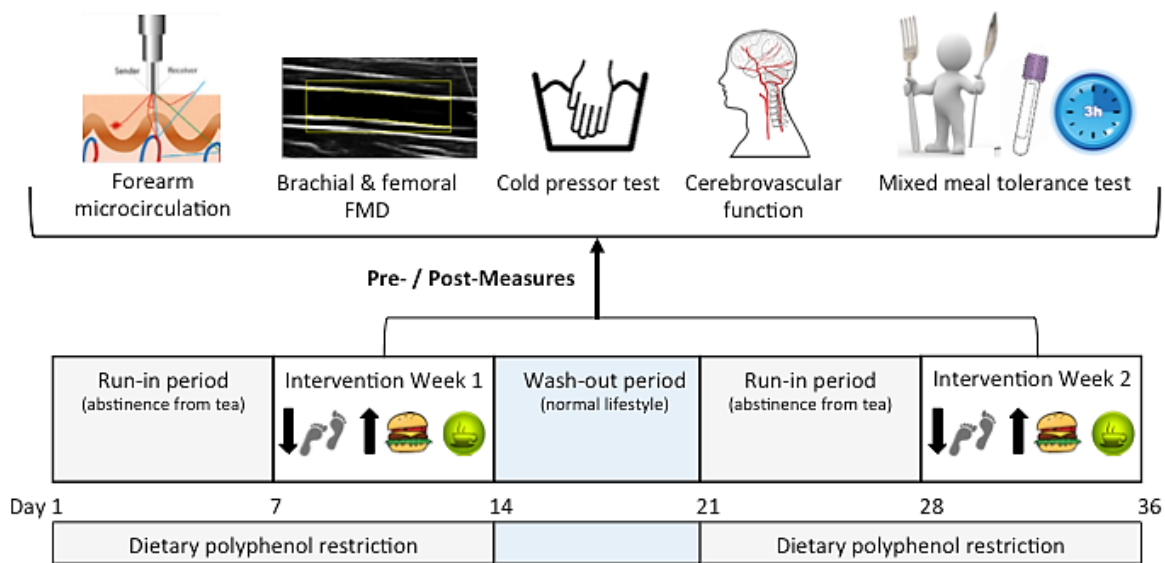 Sender Receiver
3h
Forearm
microcirculation
Brachial & femoral
FMD
Cold pressor test
Cerebrovascular
function
Mixed meal tolerance test
Pre- / Post-Measures
Run-in period
(abstinence from tea)
Intervention Week 1
Wash-out period
(normal lifestyle)
Run-in period
(abstinence from tea)
Intervention Week 2
Day 1 7 14 21 28 36
Dietary polyphenol restriction Dietary polyphenol restriction